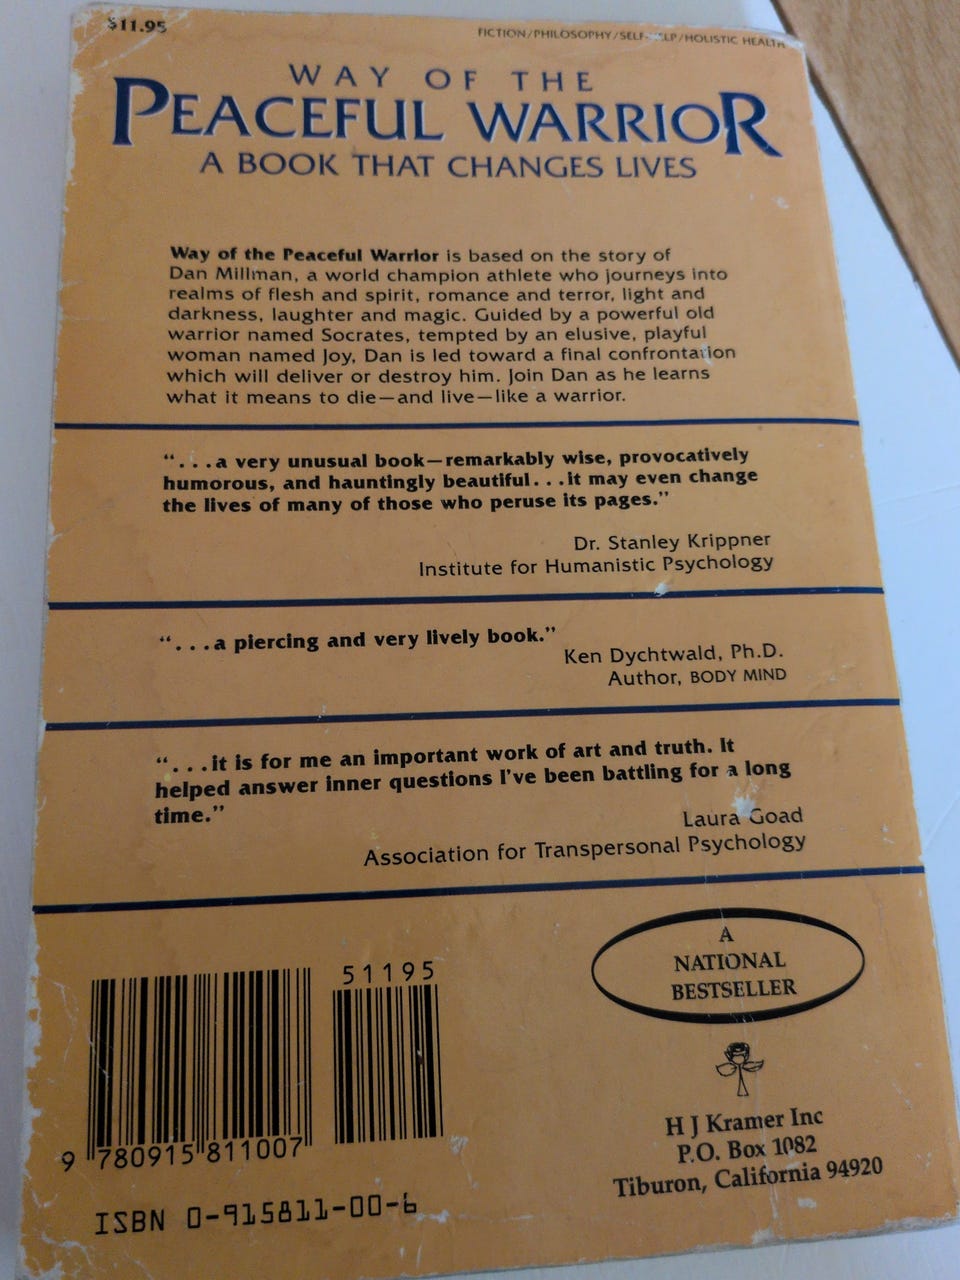 $11.95
FICTION/PHILOSOPHY/SELF-HELP/HOLISTIC HEALTH
WAY OF THE
PEACEFUL WARRIOR
A BOOK THAT CHANGES LIVES
Way of the Peaceful Warrior is based on the story of
Dan Millman, a world champion athlete who journeys into
realms of flesh and spirit, romance and terror, light and
darkness, laughter and magic. Guided by a powerful old
warrior named Socrates, tempted by an elusive, playful
woman named Joy, Dan is led toward a final confrontation
which will deliver or destroy him. Join Dan as he learns
what it means to die—and live—like a warrior.
“. . .a very unusual book—remarkably wise, provocatively
humorous, and hauntingly beautiful. . .it may even change
the lives of many of those who peruse its pages.”
Dr. Stanley Krippner
Institute for Humanistic Psychology
“. . .a piercing and very lively book.”
Ken Dychtwald, Ph.D.
Author, BODY MIND
“. . .it is for me an important work of art and truth. It
helped answer inner questions I’ve been battling for a long
time.”
Laura Goad
Association for Transpersonal Psychology
51195
9 780915 811007
ISBN 0-915811-00-6
A
NATIONAL
BESTSELLER
H J Kramer Inc
P.O. Box 1082
Tiburon, California 94920